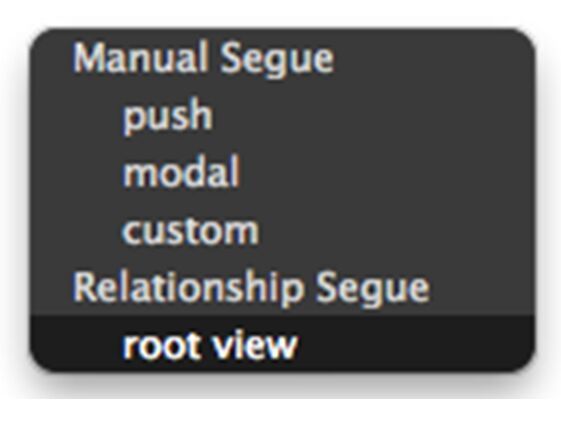 Manual Segue
push
modal
custom
Relationship Segue
root view